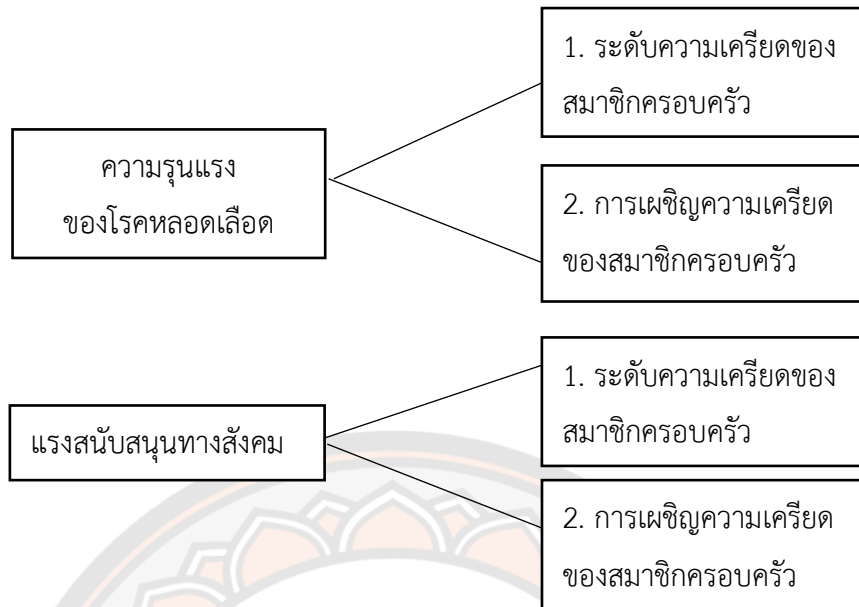 1. ระดับความเครียดของ
สมาชิกครอบครัว
ความรุนแรง
ของโรคหลอดเลือด
2. การเผชิญความเครียด
ของสมาชิกครอบครัว
1. ระดับความเครียดของ
สมาชิกครอบครัว
แรงสนับสนุนทางสังคม
2. การเผชิญความเครียด
ของสมาชิกครอบครัว